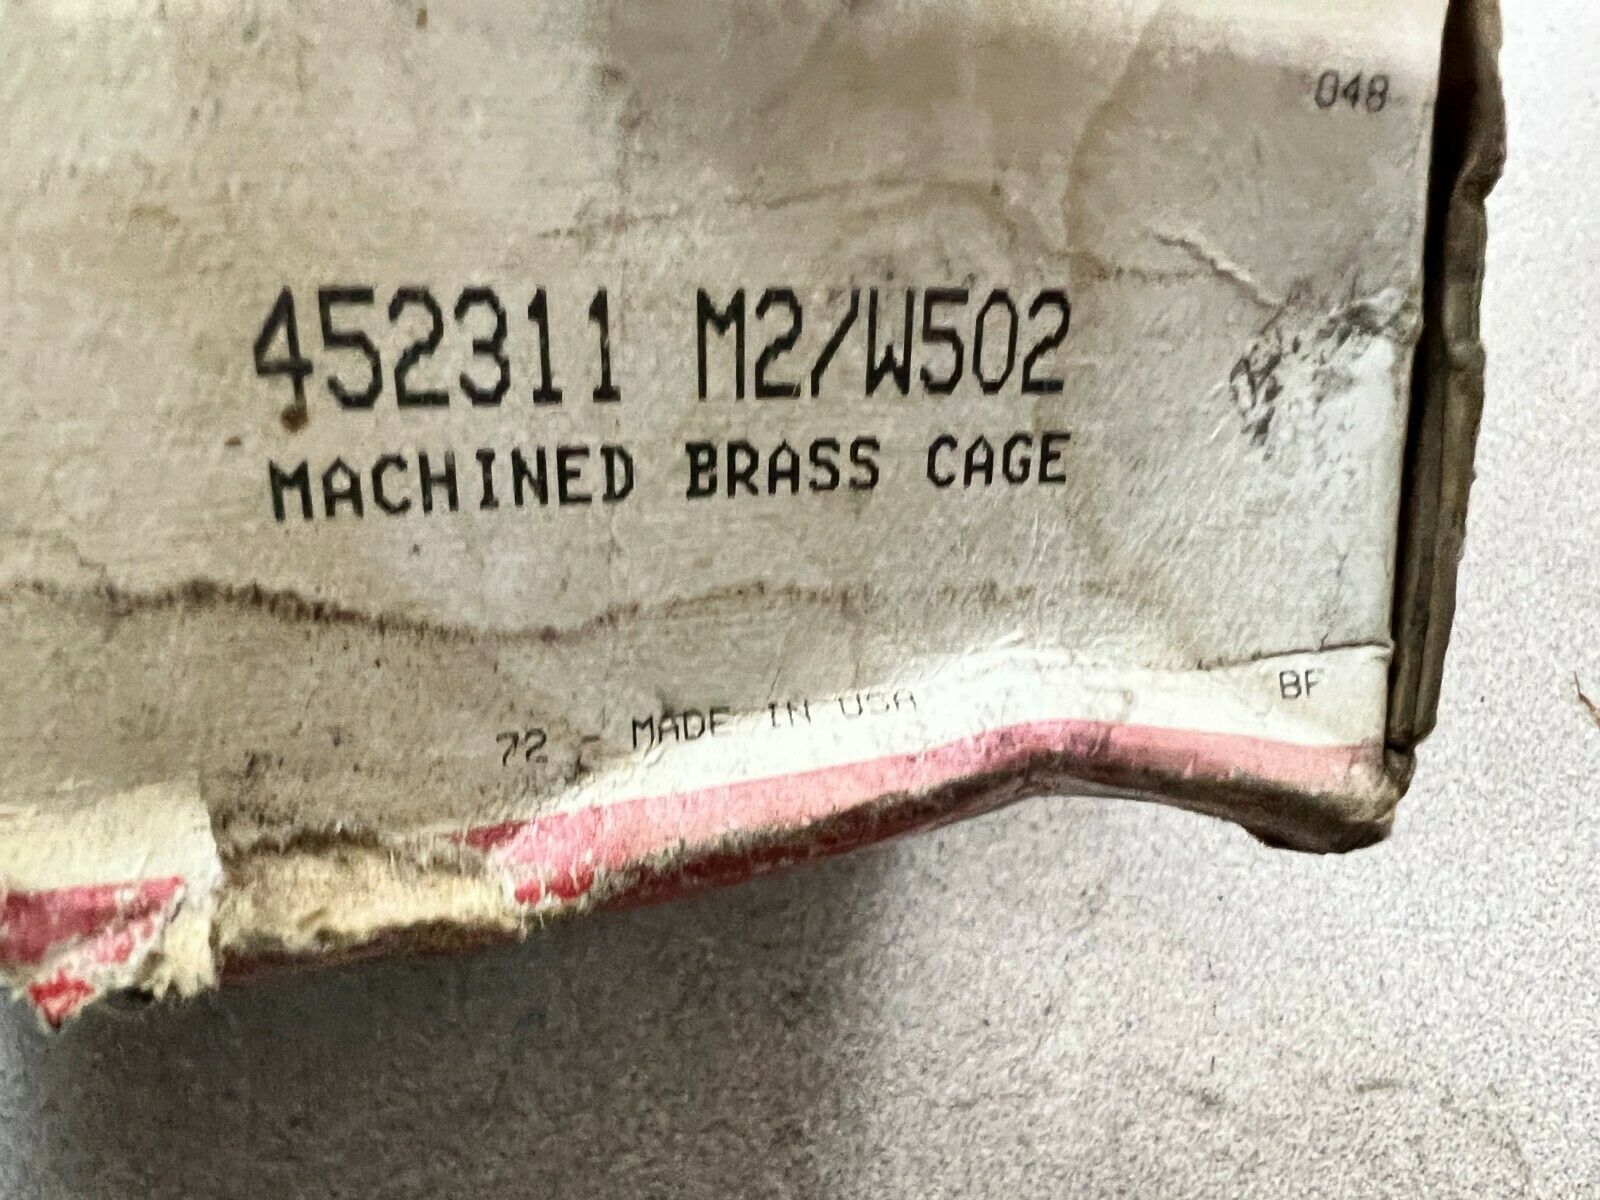 048
452311 M2/W502
MACHINED BRASS CAGE
72 - MADE IN USA
BF